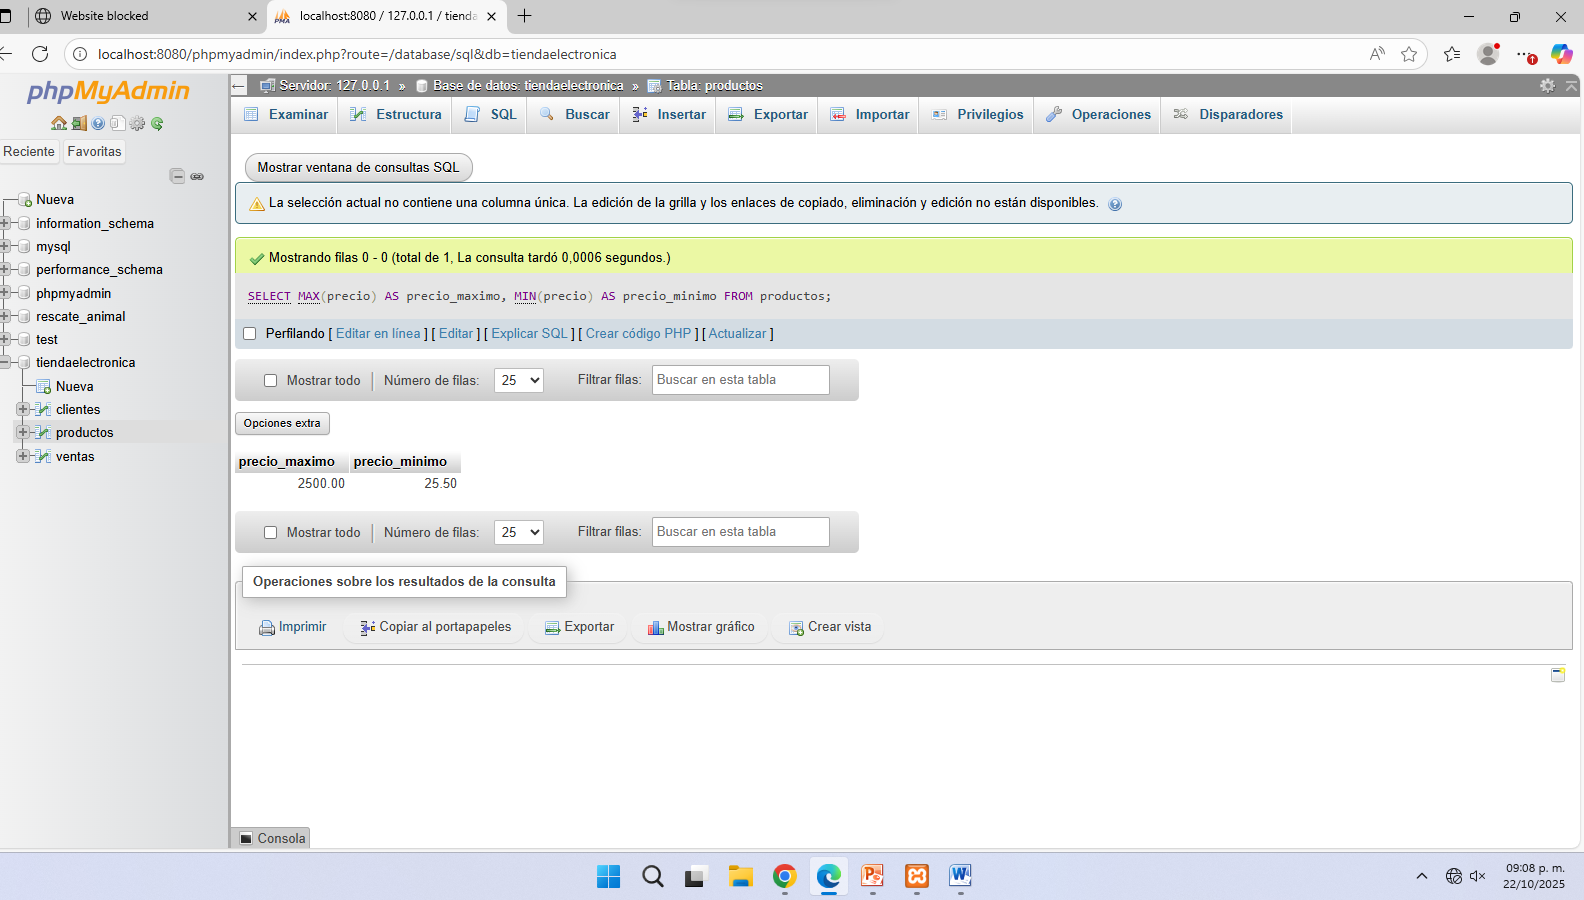 Website blocked
localhost:8080 / 127.0.0.1 / tienda
localhost:8080/phpmyadmin/index.php?route=/database/sql&db=tiendaelectronica
phpMyAdmin
Reciente
Favoritas
Nueva
information_schema
mysql
performance_schema
phpmyadmin
rescate_animal
test
tiendaelectronica
Nueva
clientes
productos
ventas
Servidor: 127.0.0.1 » Base de datos: tiendaelectronica » Tabla: productos
Examinar Estructura SQL Buscar Insertar Exportar Importar Privilegios Operaciones Disparadores
Mostrar ventana de consultas SQL
La selección actual no contiene una columna única. La edición de la grilla y los enlaces de copiado, eliminación y edición no están disponibles.
Mostrando filas 0 - 0 (total de 1, La consulta tardó 0,0006 segundos.)
SELECT MAX(precio) AS precio_maximo, MIN(precio) AS precio_minimo FROM productos;
Perfilando [ Editar en línea ] [ Editar ] [ Explicar SQL ] [ Crear código PHP ] [ Actualizar ]
Mostrar todo | Número de filas: 25 Filtrar filas: Buscar en esta tabla
Opciones extra
precio_maximo precio_minimo
2500.00 25.50
Mostrar todo | Número de filas: 25 Filtrar filas: Buscar en esta tabla
Operaciones sobre los resultados de la consulta
Imprimir Copiar al portapapeles Exportar Mostrar gráfico Crear vista
Consola
09:08 p. m.
22/10/2025